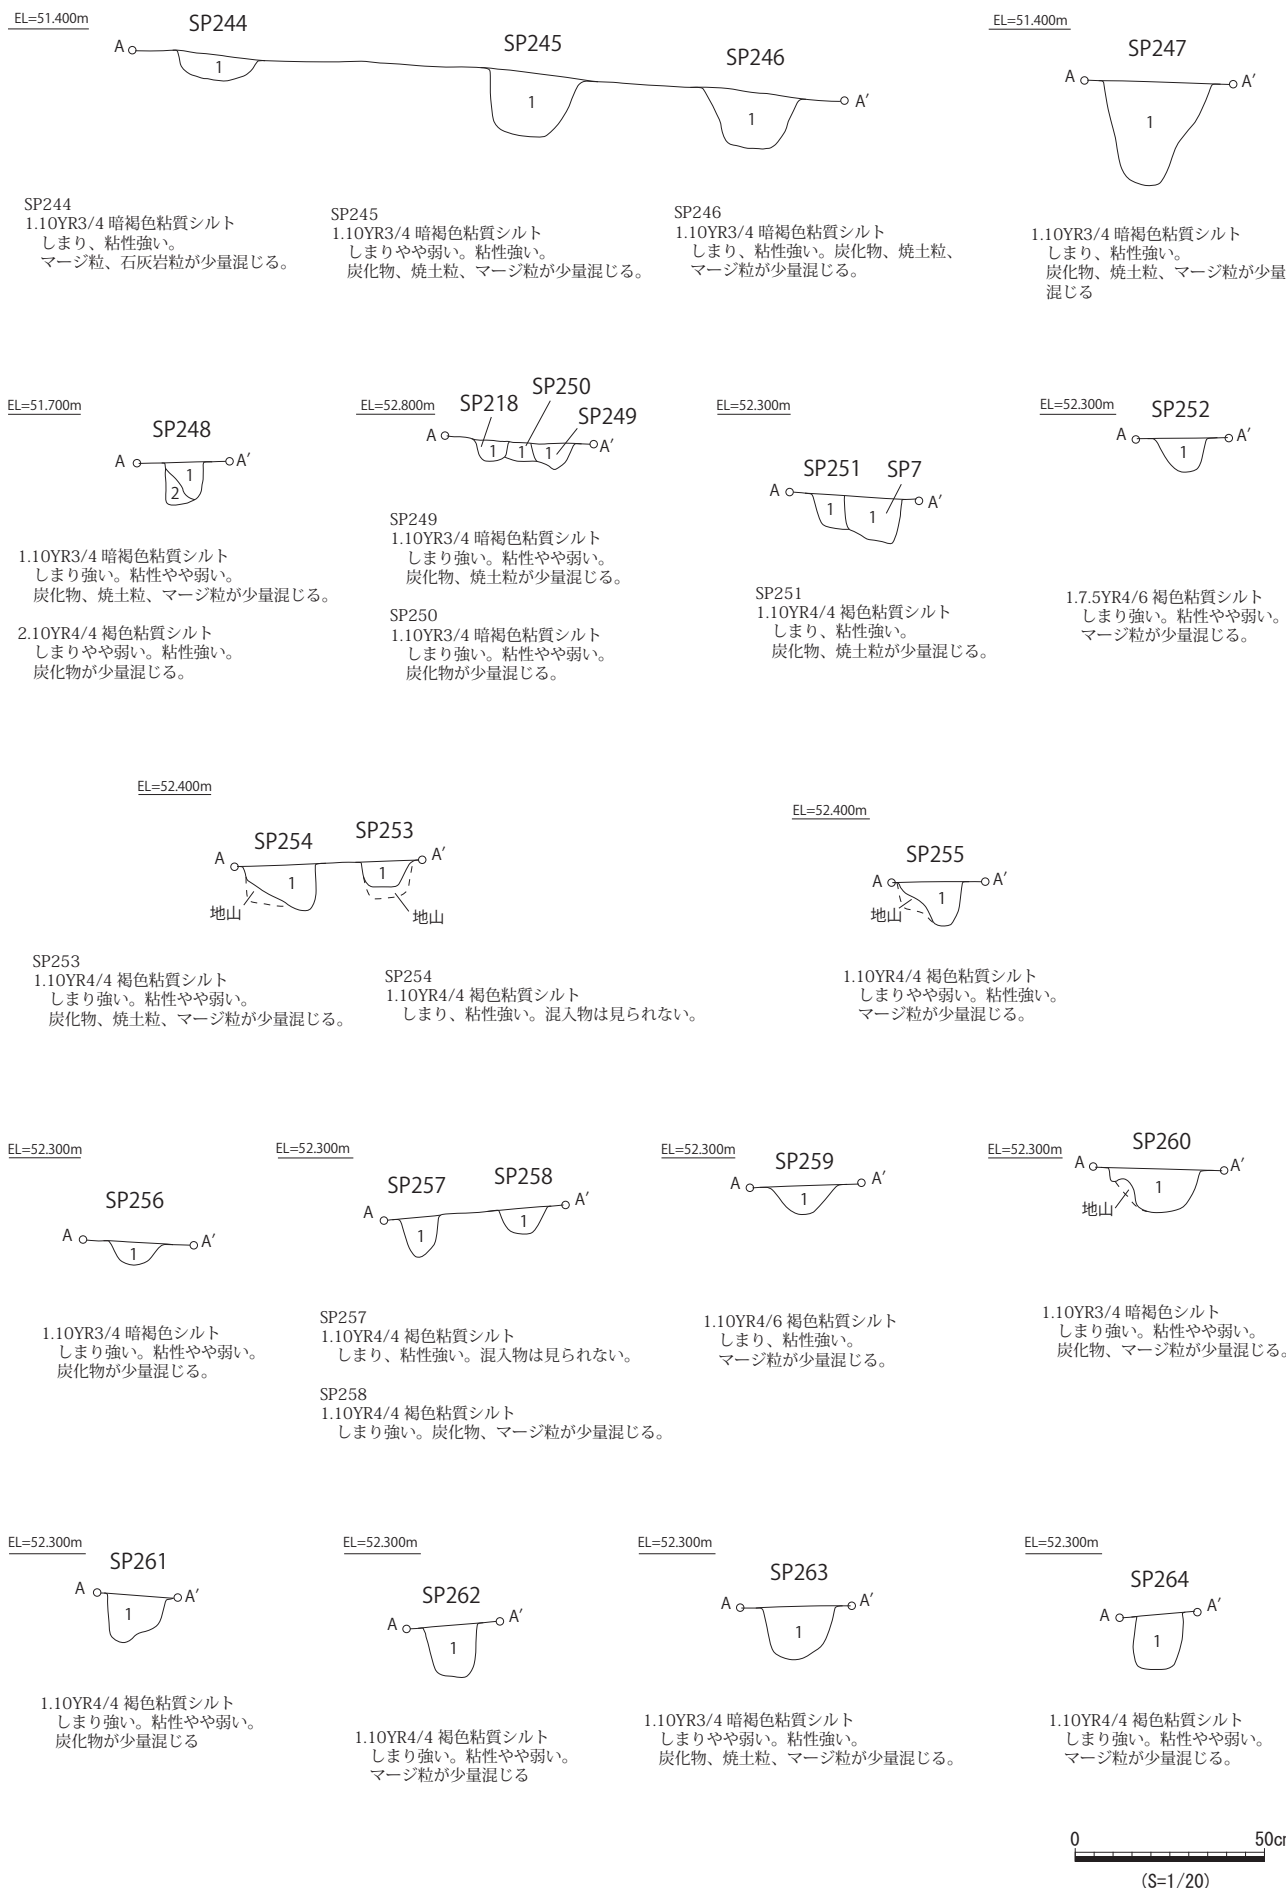 EL=51.400m
SP244
A
1
SP245
1
SP246
1
A′
SP244
1.10YR3/4 暗褐色粘質シルト
しまり、粘性強い。
マージ粒、石灰岩粒が少量混じる。
SP245
1.10YR3/4 暗褐色粘質シルト
しまりやや弱い。粘性強い。
炭化物、焼土粒、マージ粒が少量混じる。
SP246
1.10YR3/4 暗褐色粘質シルト
しまり、粘性強い。炭化物、焼土粒、
マージ粒が少量混じる。
EL=51.400m
SP247
A
A′
1
1.10YR3/4 暗褐色粘質シルト
しまり、粘性強い。
炭化物、焼土粒、マージ粒が少量
混じる
EL=51.700m
SP248
A
A′
1
2
1.10YR3/4 暗褐色粘質シルト
しまり強い。粘性やや弱い。
炭化物、焼土粒、マージ粒が少量混じる。
2.10YR4/4 褐色粘質シルト
しまりやや弱い。粘性強い。
炭化物が少量混じる。
EL=52.800m
SP218
SP250
SP249
A
1
1
1
A′
SP249
1.10YR3/4 暗褐色粘質シルト
しまり強い。粘性やや弱い。
炭化物、焼土粒が少量混じる。
SP250
1.10YR3/4 暗褐色粘質シルト
しまり強い。粘性やや弱い。
炭化物が少量混じる。
EL=52.300m
SP251
SP7
A
1
1
A′
SP251
1.10YR4/4 褐色粘質シルト
しまり、粘性強い。
炭化物、焼土粒が少量混じる。
EL=52.300m
SP252
A
A′
1
1.7.5YR4/6 褐色粘質シルト
しまり強い。粘性やや弱い。
マージ粒が少量混じる。
EL=52.400m
SP254
SP253
A
A′
1
1
地山
地山
SP253
1.10YR4/4 褐色粘質シルト
しまり強い。粘性やや弱い。
炭化物、焼土粒、マージ粒が少量混じる。
SP254
1.10YR4/4 褐色粘質シルト
しまり、粘性強い。混入物は見られない。
EL=52.400m
SP255
A
A′
1
地山
1.10YR4/4 褐色粘質シルト
しまりやや弱い。粘性強い。
マージ粒が少量混じる。
EL=52.300m
SP256
A
A′
1
1.10YR3/4 暗褐色シルト
しまり強い。粘性やや弱い。
炭化物が少量混じる。
EL=52.300m
SP257
SP258
A
A′
1
1
SP257
1.10YR4/4 褐色粘質シルト
しまり、粘性強い。混入物は見られない。
SP258
1.10YR4/4 褐色粘質シルト
しまり強い。炭化物、マージ粒が少量混じる。
EL=52.300m
SP259
A
A′
1
1.10YR4/6 褐色粘質シルト
しまり、粘性強い。
マージ粒が少量混じる。
EL=52.300m
SP260
A
A′
1
地山
1.10YR3/4 暗褐色シルト
しまり強い。粘性やや弱い。
炭化物、マージ粒が少量混じる。
EL=52.300m
SP261
A
A′
1
1.10YR4/4 褐色粘質シルト
しまり強い。粘性やや弱い。
炭化物が少量混じる
EL=52.300m
SP262
A
A′
1
1.10YR4/4 褐色粘質シルト
しまり強い。粘性やや弱い。
マージ粒が少量混じる
EL=52.300m
SP263
A
A′
1
1.10YR3/4 暗褐色粘質シルト
しまりやや弱い。粘性強い。
炭化物、焼土粒、マージ粒が少量混じる。
EL=52.300m
SP264
A
A′
1
1.10YR4/4 褐色粘質シルト
しまり強い。粘性やや弱い。
マージ粒が少量混じる。
0 50cm
(S=1/20)